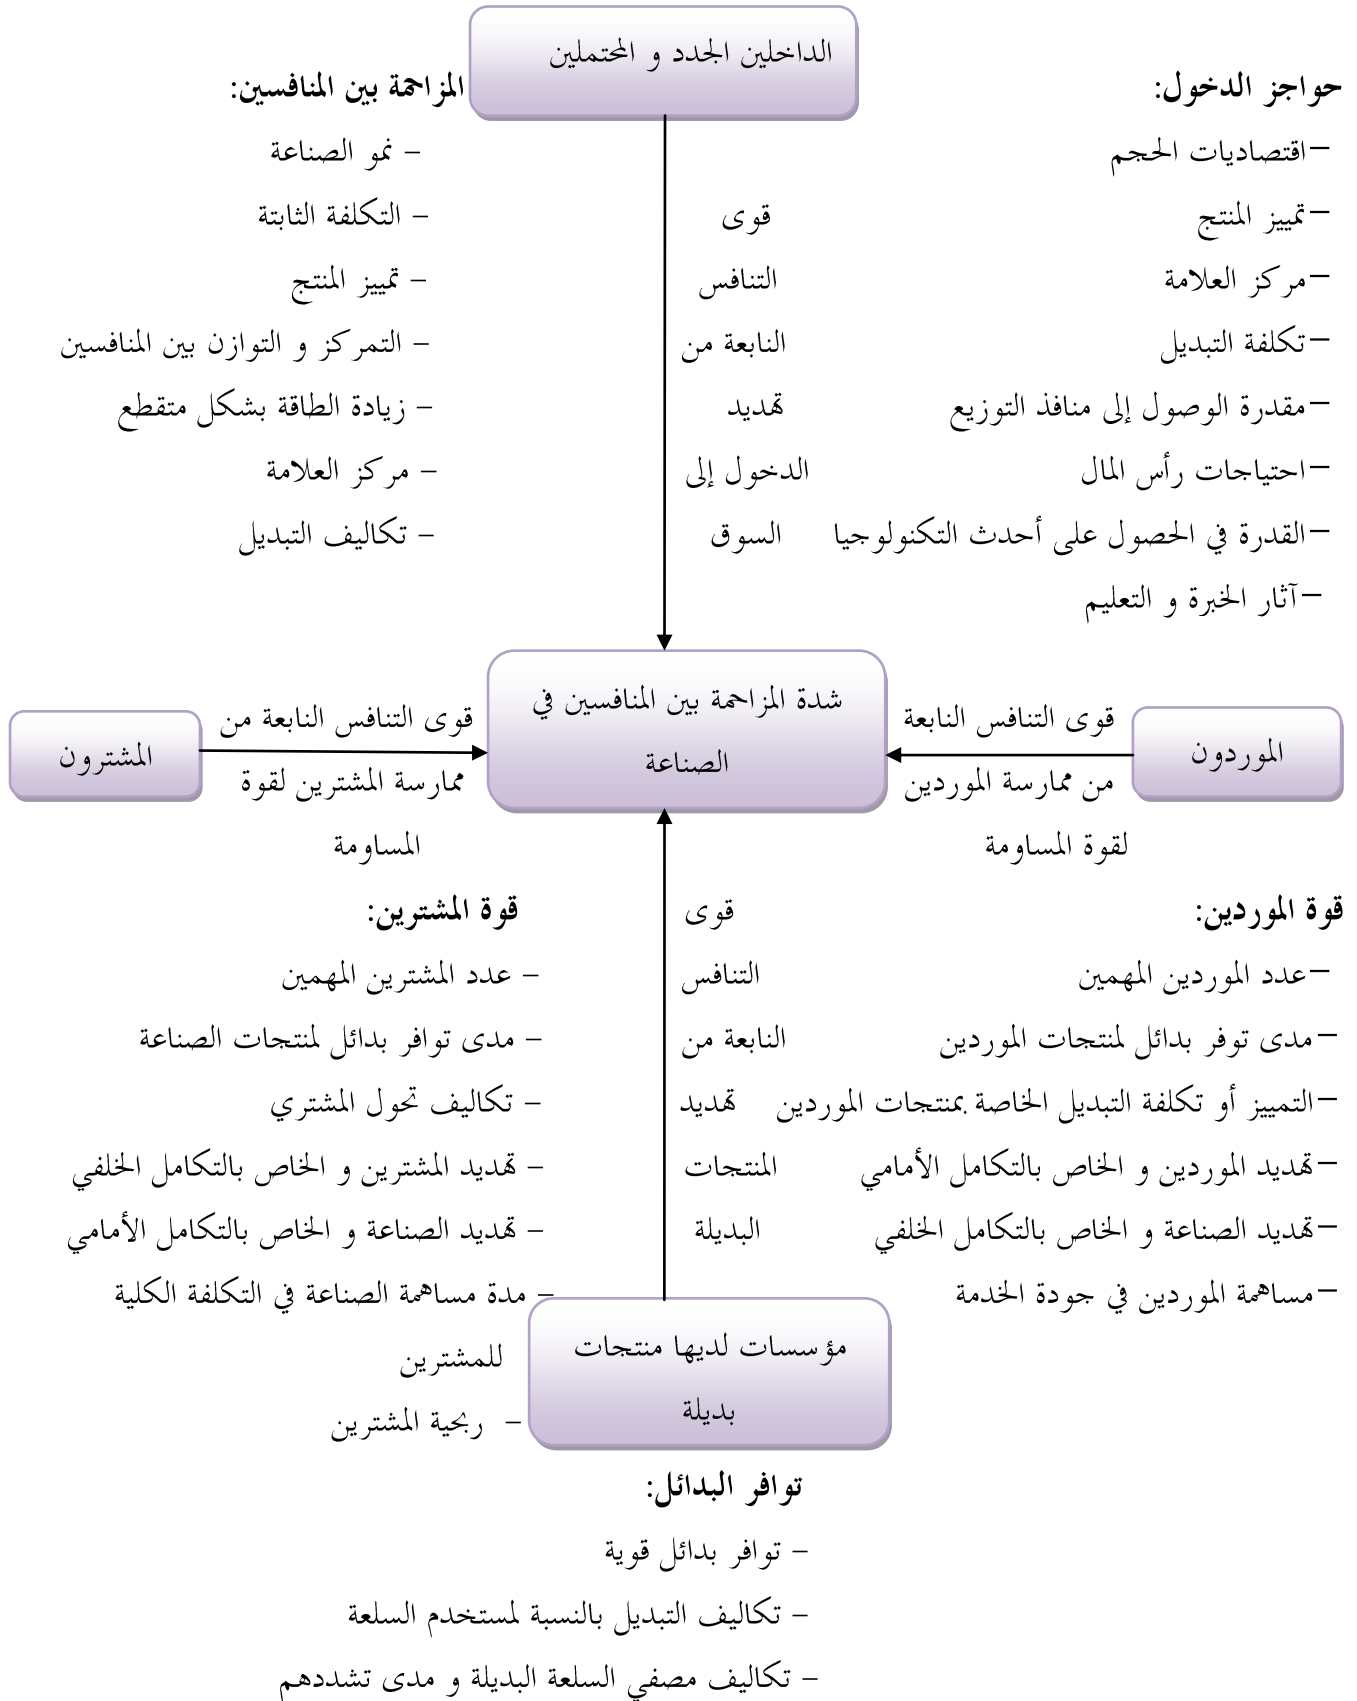 الداخلين الجدد و المحتملين
حواجز الدخول:
–اقتصاديات الحجم
–تمييز المنتج
–مركز العلامة
–تكلفة التبديل
–مقدرة الوصول إلى منافذ التوزيع
–احتياجات رأس المال
–القدرة في الحصول على أحدث التكنولوجيا
–آثار الخبرة و التعليم
قوى
التنافس
النابعة من
تهديد
الدخول إلى
السوق
المزاحمة بين المنافسين:
– نمو الصناعة
– التكلفة الثابتة
– تمييز المنتج
– التمركز و التوازن بين المنافسين
– زيادة الطاقة بشكل متقطع
– مركز العلامة
– تكاليف التبديل
الموردون
قوى التنافس النابعة
من ممارسة الموردين
لقوة المساومة
شدة المزاحمة بين المنافسين في
الصناعة
قوى التنافس النابعة من
ممارسة المشترين لقوة
المساومة
المشترون
قوة الموردين:
–عدد الموردين المهمين
–مدى توفر بدائل لمنتجات الموردين
–التمييز أو تكلفة التبديل الخاصة بمنتجات الموردين
–تهديد الموردين و الخاص بالتكامل الأمامي
–تهديد الصناعة و الخاص بالتكامل الخلفي
–مساهمة الموردين في جودة الخدمة
قوى
التنافس
النابعة من
تهديد
المنتجات
البديلة
قوة المشترين:
– عدد المشترين المهمين
– مدى توافر بدائل لمنتجات الصناعة
– تكاليف تحول المشتري
– تهديد المشترين و الخاص بالتكامل الخلفي
– تهديد الصناعة و الخاص بالتكامل الأمامي
– مدة مساهمة الصناعة في التكلفة الكلية
للمشترين
– ربحية المشترين
مؤسسات لديها منتجات
بديلة
توافر البدائل:
– توافر بدائل قوية
– تكاليف التبديل بالنسبة لمستخدم السلعة
– تكاليف مصفي السلعة البديلة و مدى تشددهم